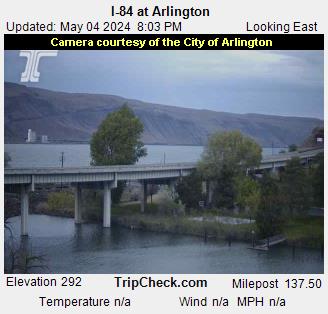 I-84 at Arlington
Updated: May 04 2024 8:03 PM Looking East
Camera courtesy of the City of Arlington
Elevation 292 TripCheck.com Milepost 137.50
Temperature n/a Wind n/a MPH n/a